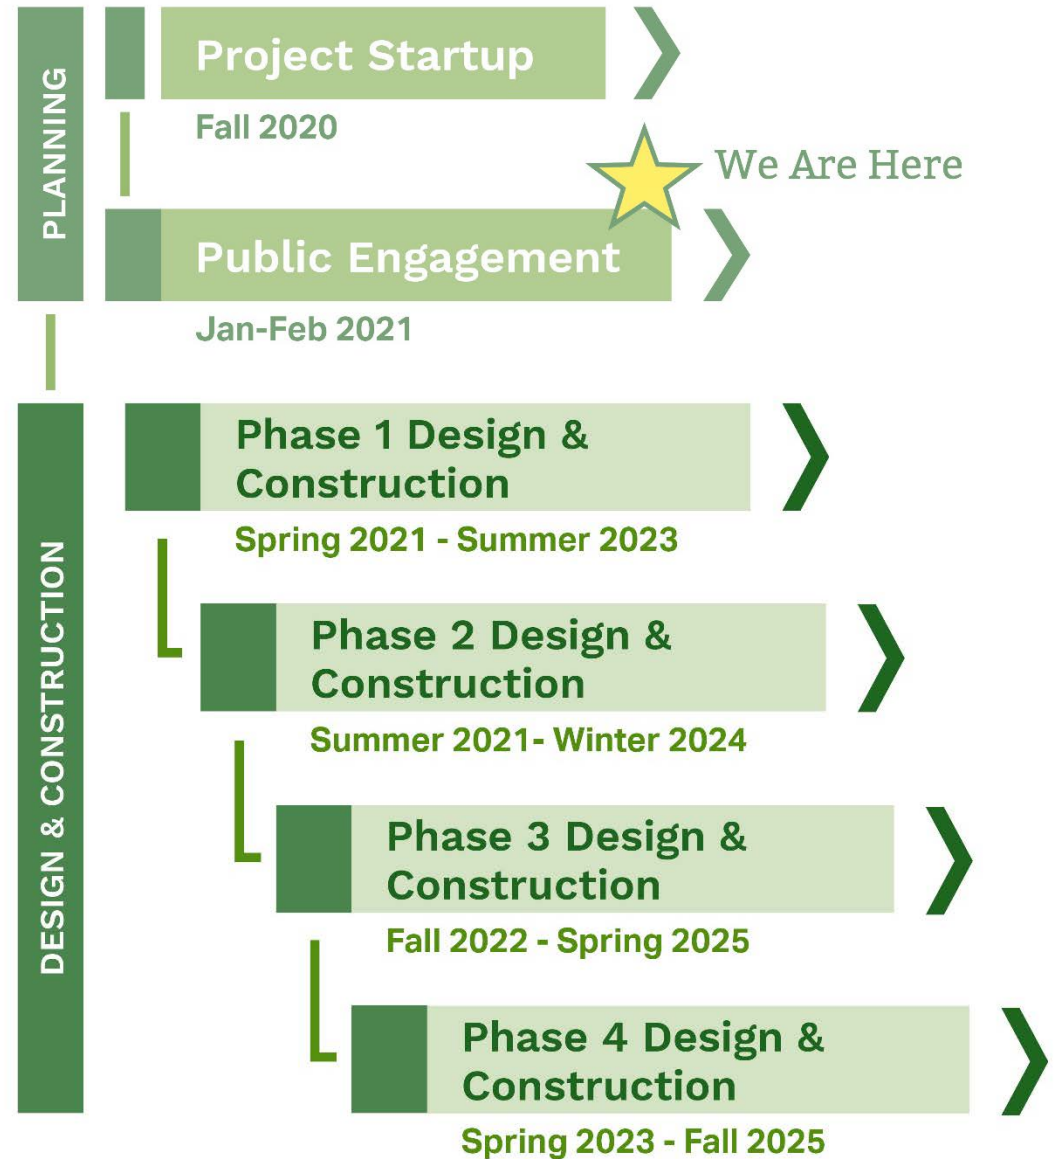 PLANNING
Project Startup
Fall 2020
We Are Here
Public Engagement
Jan-Feb 2021
DESIGN & CONSTRUCTION
Phase 1 Design &
Construction
Spring 2021 - Summer 2023
Phase 2 Design &
Construction
Summer 2021- Winter 2024
Phase 3 Design &
Construction
Fall 2022 - Spring 2025
Phase 4 Design &
Construction
Spring 2023 - Fall 2025